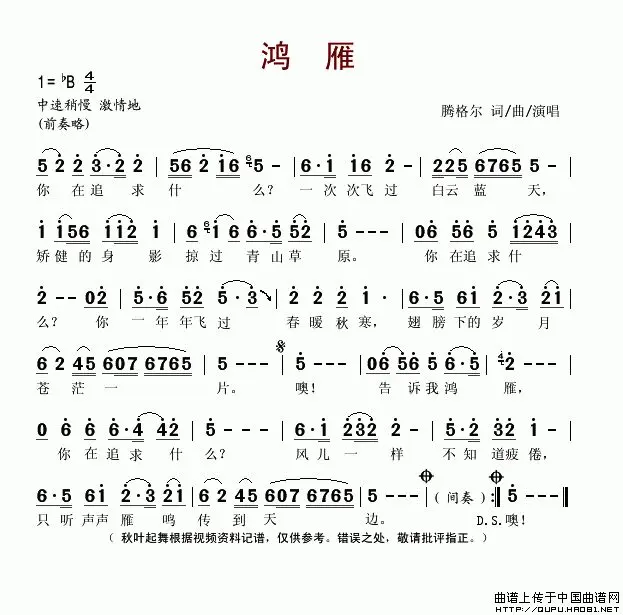 鸿 雁
1= ♭B 4/4
中速稍慢 激情地
腾格尔 词/曲/演唱
(前奏略)
5 2 2 3·2 2 | 56 2 16 5 - | 6·1 16 2 - | 225 6765 5 - |
你 在追 求 什 么? 一次 次飞 过 白云 蓝 天,
1 156 112 1 | 6 1 6 6·5 52 | 5 - - - | 06 56 5 1243 |
矫健的身 影 掠 过 青山草 原。 你 在追 求 什
2 - - 02 | 5·6 52 5·3 | 2 2 2 1· | 5·6 61 2·3 21 |
么? 你 一年 年飞 过 春 暖 秋 寒, 翅 膀 下的 岁 月
6 2 45 607 6765 | 5 - - - | 5 - - - | 06 56 5 6·5 | 2 - - - |
苍 茫 一 片。 噢! 告 诉我 鸿 雁,
0 6 6 6·4 42 | 5 - - - | 6·1 232 2 - | 5 545 6 5 |
你 在追求 什 么? 风儿 一 样 不 知 道疲 倦,
6·5 61 2·3 21 | 6 2 45 607 6765 | 5 - - - ( 间奏 ) :| 5 - - - ||
只 听 声声 雁 鸣 传 到 天 边。 D.S.噢!
( 秋叶起舞根据视频资料记谱，仅供参考。错误之处，敬请批评指正。)
曲谱上传于中国曲谱网
http://QUPU.HAO81.NET